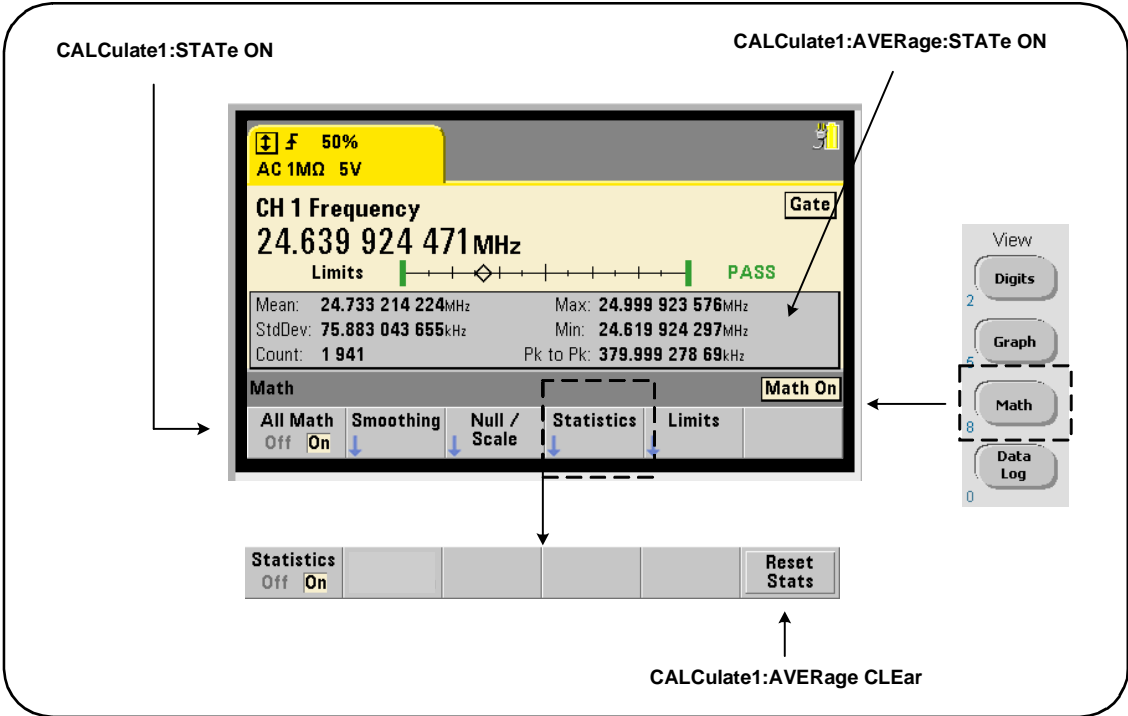 CALCulate1:STATe ON
CALCulate1:AVERage:STATe ON
50%
AC 1MΩ 5V
CH 1 Frequency
Gate
24.639 924 471 MHz
Limits
PASS
Mean: 24.733 214 224MHz Max: 24.999 923 576MHz
StdDev: 75.883 043 655kHz Min: 24.619 924 297MHz
Count: 1 941 Pk to Pk: 379.999 278 69kHz
Math
Math On
All Math
Off On
Smoothing
Null /
Scale
Statistics
Limits
View
Digits
2
Graph
5
Math
8
Data
Log
0
Statistics
Off On
Reset
Stats
CALCulate1:AVERage CLEar